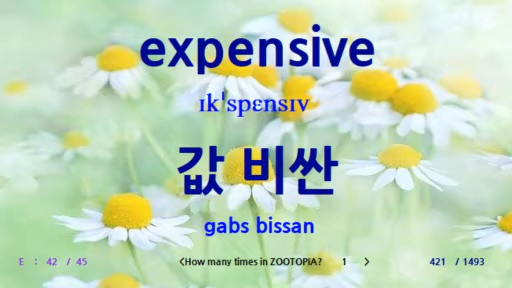 expensive
ɪkˈspɛnsɪv
값 비싼
gabs bissan
E : 42 / 45 <How many times in ZOOTOPIA? 1 > 421 / 1493